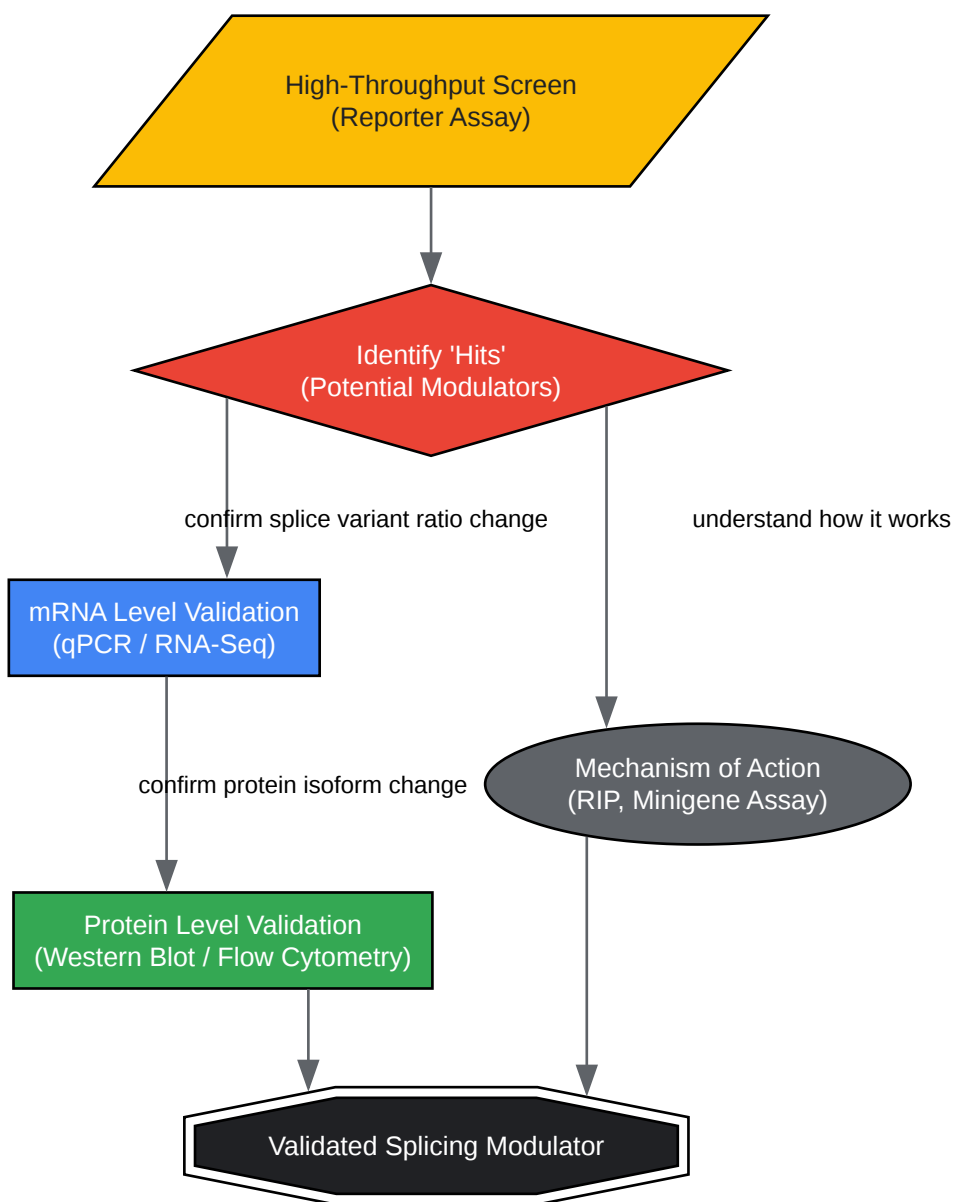 High-Throughput Screen
(Reporter Assay)
Identify 'Hits'
(Potential Modulators)
confirm splice variant ratio change
understand how it works
mRNA Level Validation
(qPCR / RNA-Seq)
confirm protein isoform change
Mechanism of Action
(RIP, Minigene Assay)
Protein Level Validation
(Western Blot / Flow Cytometry)
Validated Splicing Modulator